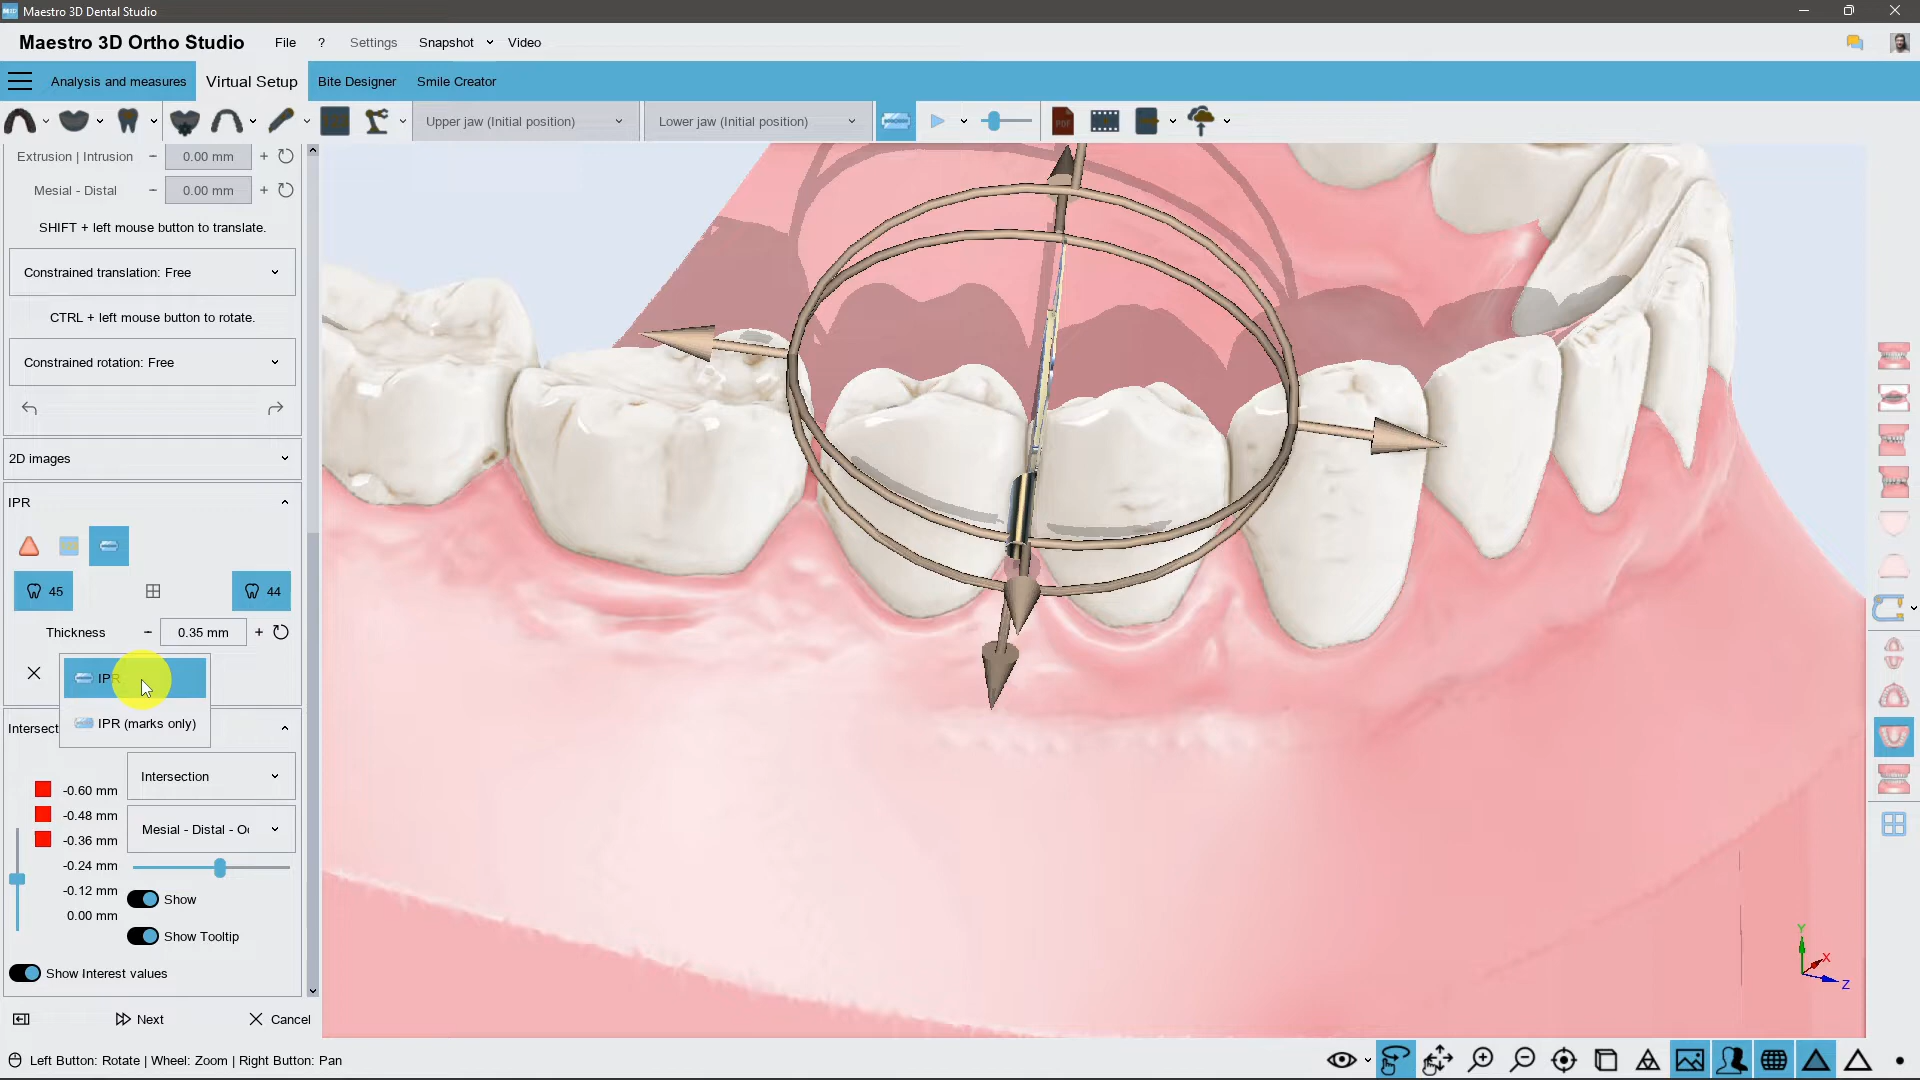 Maestro 3D Dental Studio
Maestro 3D Ortho Studio
File
?
Settings
Snapshot
Video
Analysis and measures
Virtual Setup
Bite Designer
Smile Creator
Upper jaw (Initial position)
Lower jaw (Initial position)
PDF
Extrusion | Intrusion
- 0.00 mm +
Mesial - Distal
- 0.00 mm +
SHIFT + left mouse button to translate.
Constrained translation: Free
CTRL + left mouse button to rotate.
Constrained rotation: Free
2D images
IPR
45
44
Thickness
- 0.35 mm +
IPR
IPR (marks only)
Intersect
Intersection
-0.60 mm
-0.48 mm
Mesial - Distal - Oc
-0.36 mm
-0.24 mm
-0.12 mm
Show
0.00 mm
Show Tooltip
Show Interest values
Next
Cancel
Left Button: Rotate | Wheel: Zoom | Right Button: Pan
Y
X
Z